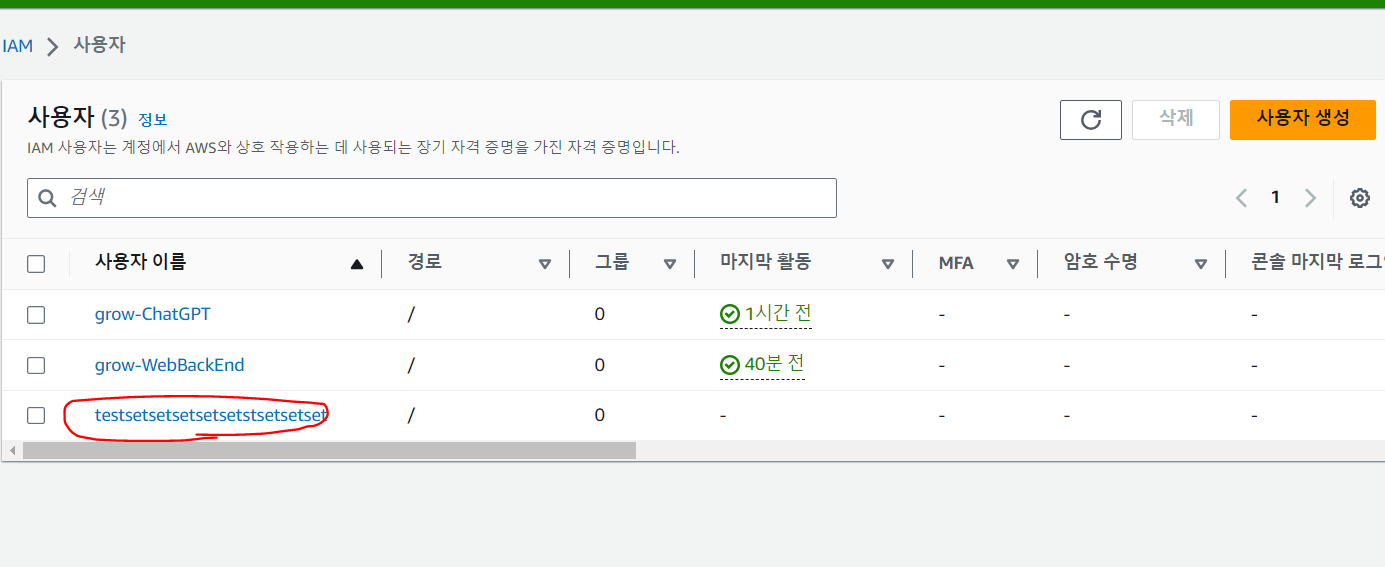 IAM > 사용자
사용자 (3) 정보
삭제 사용자 생성
IAM 사용자는 계정에서 AWS와 상호 작용하는 데 사용되는 장기 자격 증명을 가진 자격 증명입니다.
검색
1
사용자 이름 경로 그룹 마지막 활동 MFA 암호 수명 콘솔 마지막 로그
grow-ChatGPT / 0 1시간 전 - - -
grow-WebBackEnd / 0 40분 전 - - -
testsetsetsetsetsetstsetsetset / 0 - - - -